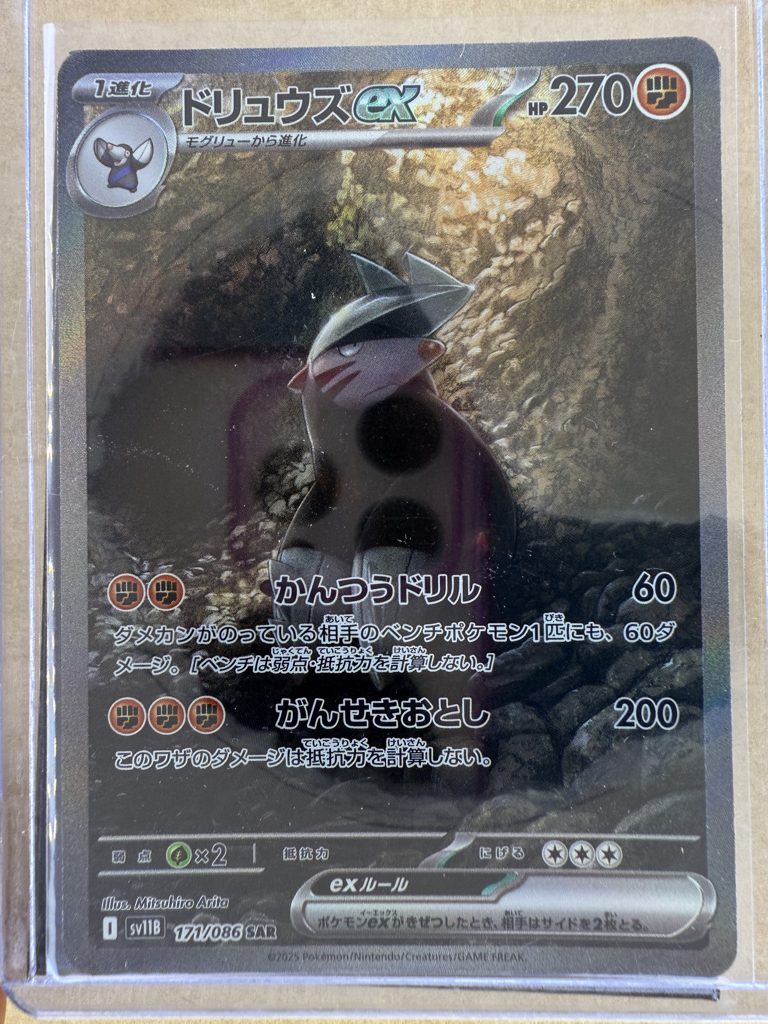 1進化
ドリュウズex HP270
モグリューから進化
かんつうドリル 60
ダメカンがのっている相手のベンチポケモン1匹にも、60ダ
メージ。[ベンチは弱点・抵抗力を計算しない。]
がんせきおとし 200
このワザのダメージは抵抗力を計算しない。
弱点 ×2 抵抗力 にげる
Illus. Mitsuhiro Arita
exルール
ポケモンexがきぜつしたとき、相手はサイドを2枚とる。
I sv11B 171/086 SAR
©2025 Pokémon/Nintendo/Creatures/GAME FREAK.